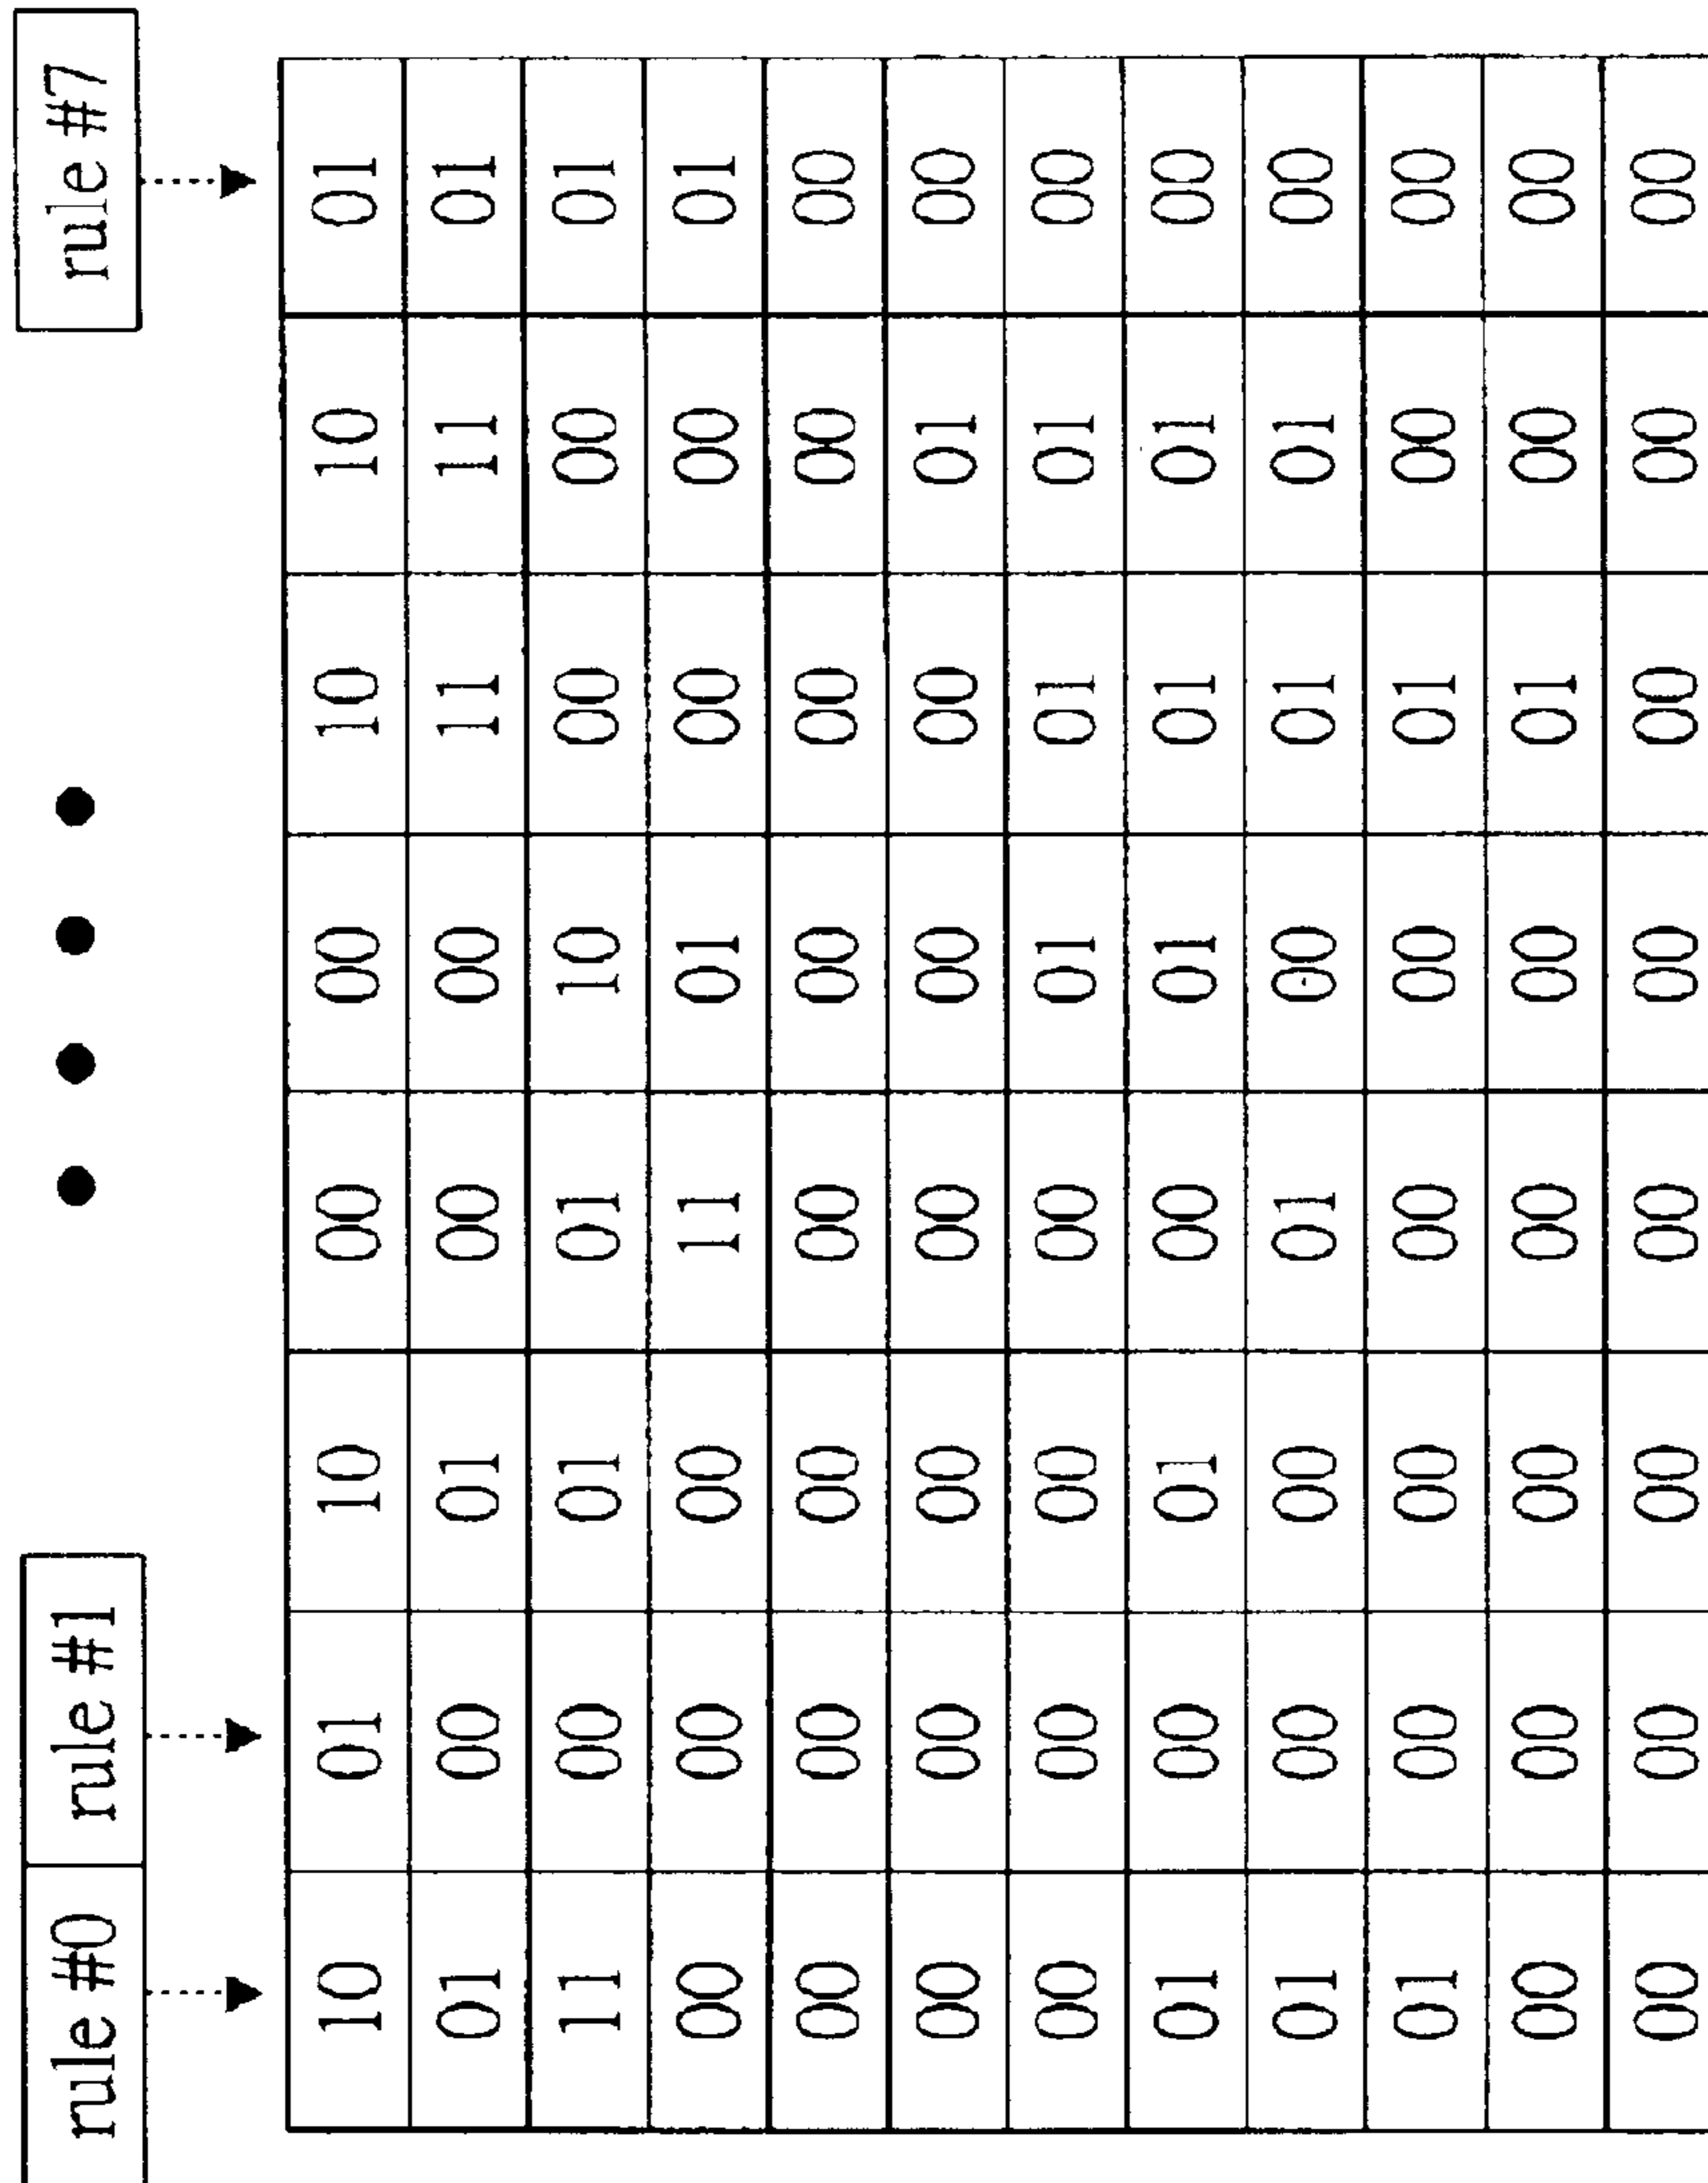 rule #0 rule #1 rule #7
10 01 10 00 00 10 10 01
01 00 01 00 00 11 11 01
11 00 01 01 10 00 00 01
00 00 00 11 01 00 00 01
00 00 00 00 00 00 00 00
00 00 00 00 00 00 01 00
00 00 00 00 01 01 01 00
01 00 01 00 01 01 01 00
01 00 00 01 00 01 01 00
01 00 00 00 00 01 00 00
00 00 00 00 00 01 00 00
00 00 00 00 00 00 00 00